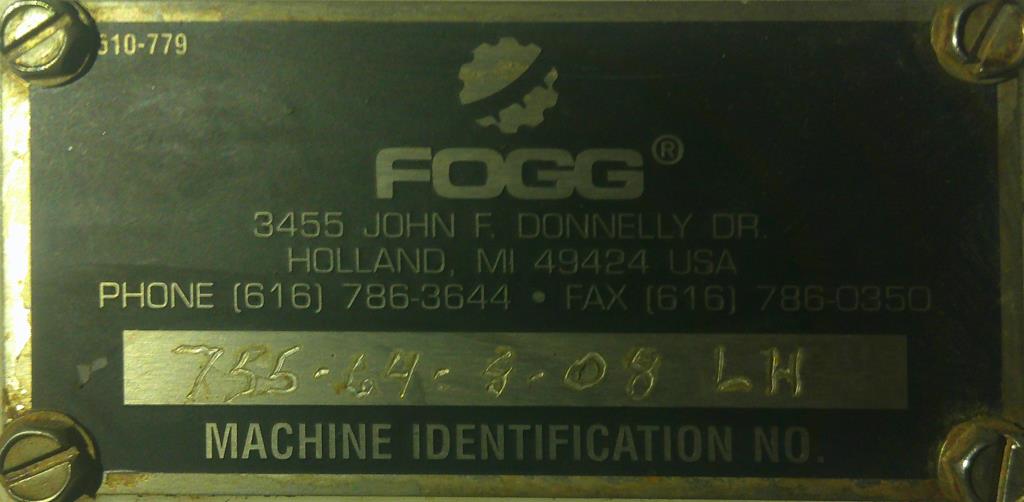 610-779
FOGG®
3455 JOHN F. DONNELLY DR.
HOLLAND, MI 49424 USA
PHONE (616) 786-3644 • FAX (616) 786-0350
755-64-8-08 LH
MACHINE IDENTIFICATION NO.